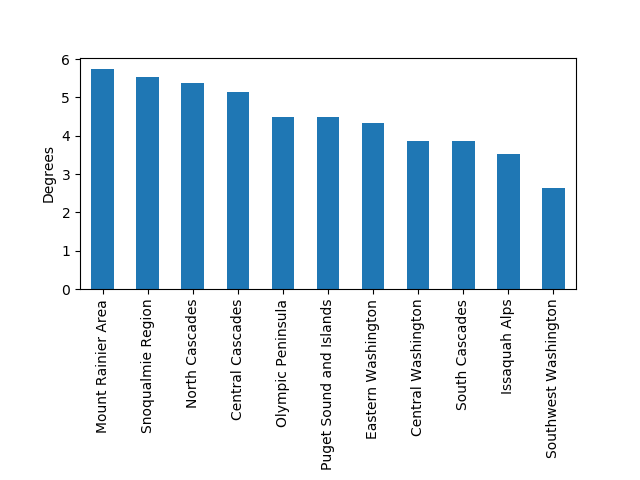 6
5
4
3
2
1
0
Degrees
Mount Rainier Area
Snoqualmie Region
North Cascades
Central Cascades
Olympic Peninsula
Puget Sound and Islands
Eastern Washington
Central Washington
South Cascades
Issaquah Alps
Southwest Washington